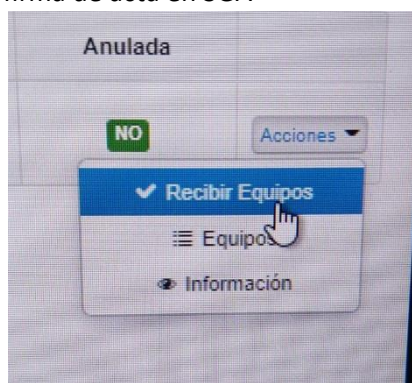 Anulada
NO Acciones
Recibir Equipos
Equipos
Información